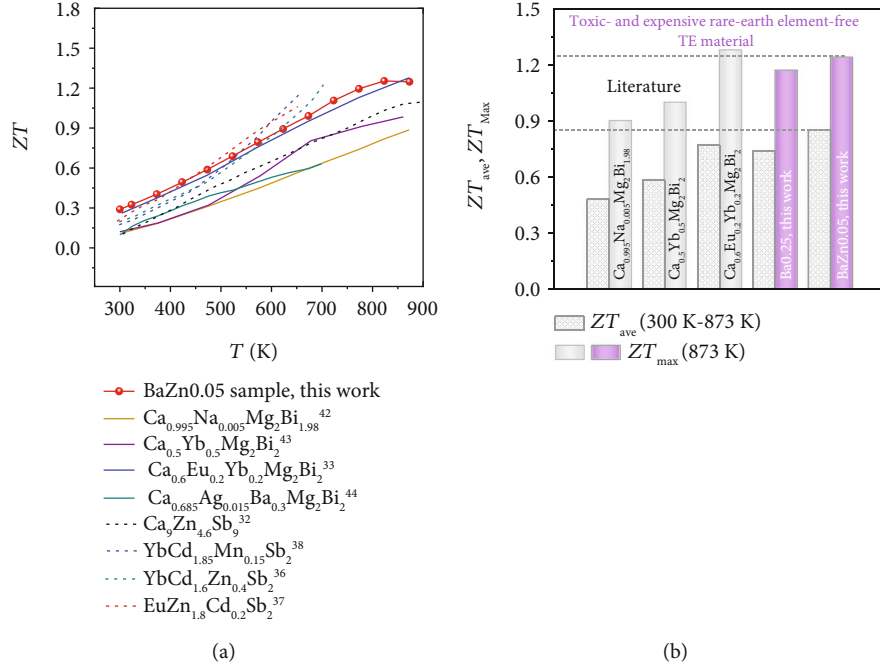 1.8
1.5
1.2
0.9
0.6
0.3
0.0
ZT
300 400 500 600 700 800 900
T (K)
BaZn0.05 sample, this work
Ca0.995Na0.005Mg2Bi1.98 42
Ca0.5Yb0.5Mg2Bi2 43
Ca0.6Eu0.2Yb0.2Mg2Bi2 33
Ca0.685Ag0.015Ba0.3Mg2Bi2 44
Ca9Zn4.6Sb9 32
YbCd1.85Mn0.15Sb2 38
YbCd1.6Zn0.4Sb2 36
EuZn1.8Cd0.2Sb2 37
(a)
1.5
1.2
0.9
0.6
0.3
0.0
ZTave, ZTMax
Toxic- and expensive rare-earth element-free
TE material
Literature
Ca0.995Na0.005Mg2Bi1.98
Ca0.5Yb0.5Mg2Bi2
Ca0.6Eu0.2Yb0.2Mg2Bi2
Ba0.25, this work
BaZn0.05, this work
ZTave (300 K-873 K)
ZTmax (873 K)
(b)